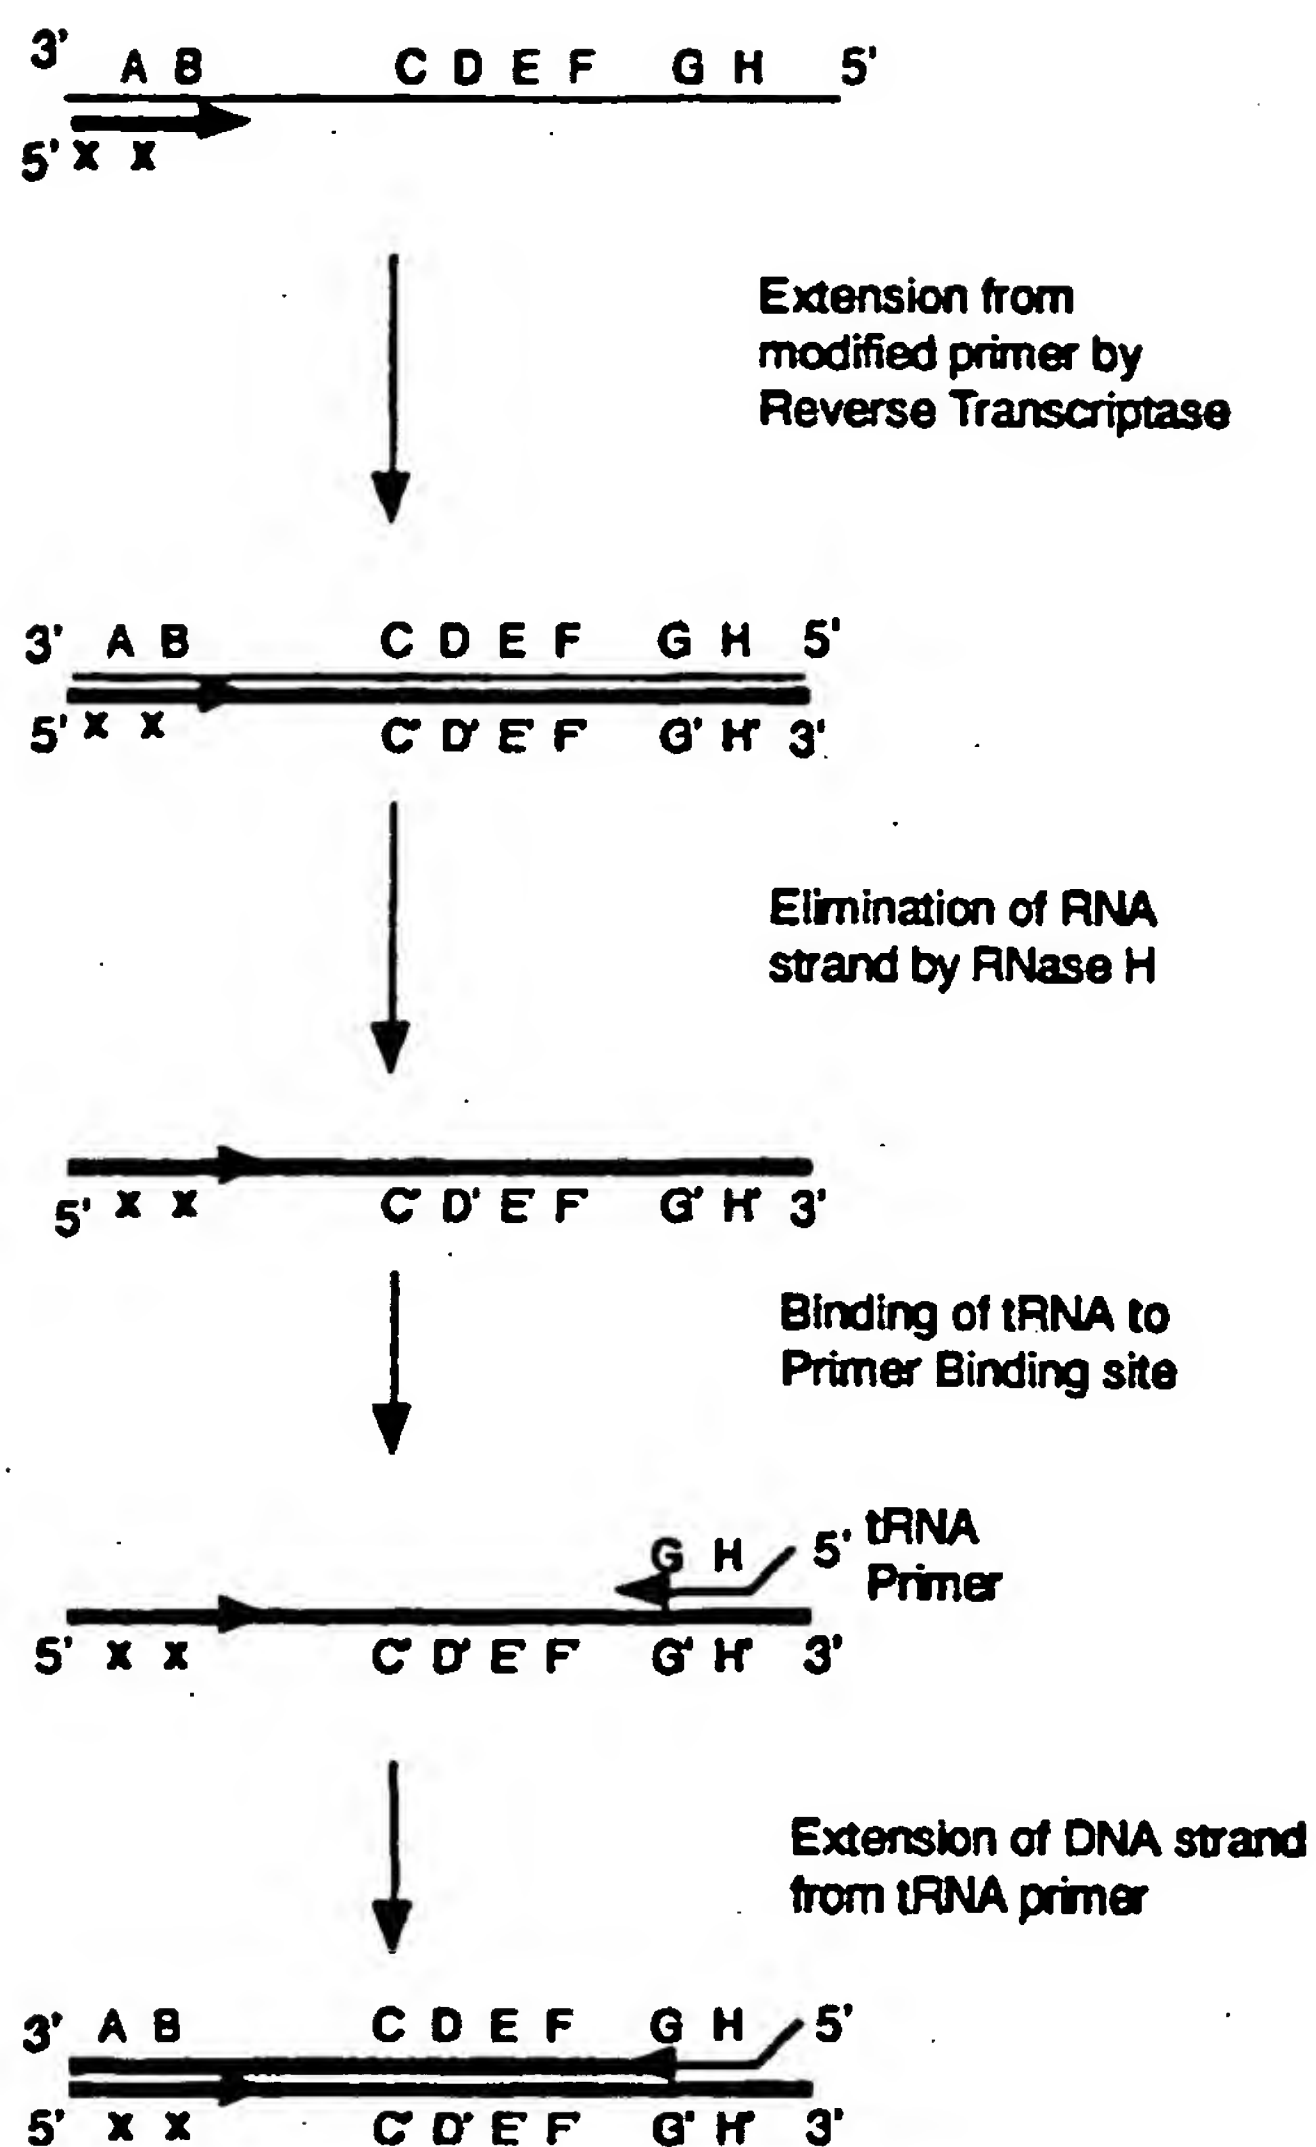 3' A B C D E F G H 5'
5' x x
Extension from
modified primer by
Reverse Transcriptase
3' A B C D E F G H 5'
5' x x C' D' E' F' G' H' 3'
Elimination of RNA
strand by RNase H
5' x x C' D' E' F' G' H' 3'
Binding of tRNA to
Primer Binding site
G H 5' tRNA
Primer
5' x x C' D' E' F' G' H' 3'
Extension of DNA strand
from tRNA primer
3' A B C D E F G H 5'
5' x x C' D' E' F' G' H' 3'